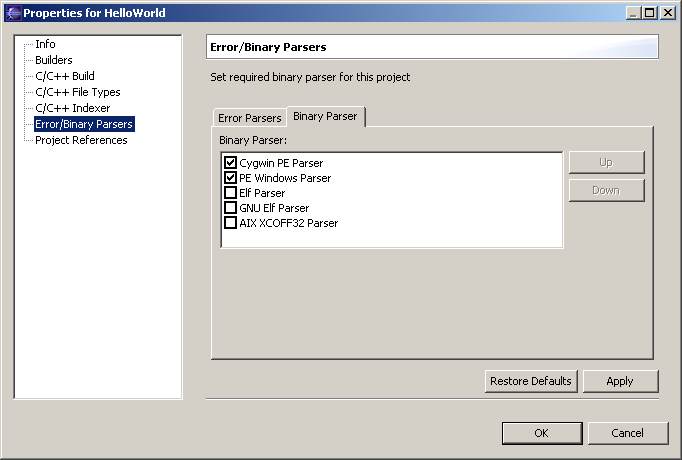 Properties for HelloWorld
Info
Builders
C/C++ Build
C/C++ File Types
C/C++ Indexer
Error/Binary Parsers
Project References
Error/Binary Parsers
Set required binary parser for this project
Error Parsers
Binary Parser
Binary Parser:
Cygwin PE Parser
PE Windows Parser
Elf Parser
GNU Elf Parser
AIX XCOFF32 Parser
Up
Down
Restore Defaults
Apply
OK
Cancel